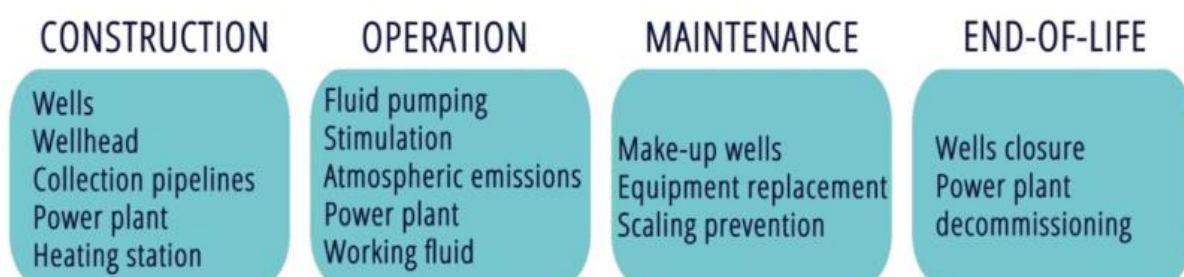 CONSTRUCTION
Wells
Wellhead
Collection pipelines
Power plant
Heating station
OPERATION
Fluid pumping
Stimulation
Atmospheric emissions
Power plant
Working fluid
MAINTENANCE
Make-up wells
Equipment replacement
Scaling prevention
END-OF-LIFE
Wells closure
Power plant
decommissioning